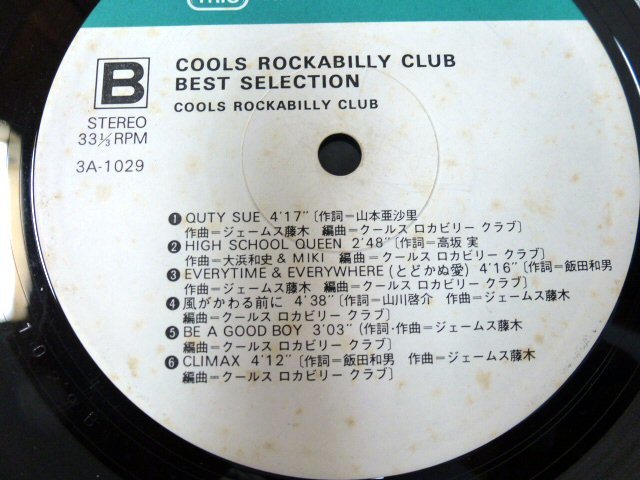 TRIO
B
COOLS ROCKABILLY CLUB
BEST SELECTION
COOLS ROCKABILLY CLUB
STEREO
33⅓RPM
3A-1029
❶ QUTY SUE 4'17"〔作詞=山本亜沙里
作曲=ジェームス藤木 編曲=クールス ロカビリー クラブ〕
❷ HIGH SCHOOL QUEEN 2'48"〔作詞=高坂 実
作曲=大浜和史 & MIKI 編曲=クールス ロカビリー クラブ〕
❸ EVERYTIME & EVERYWHERE (とどかぬ愛) 4'16"〔作詞=飯田和男
作曲=ジェームス藤木 編曲=クールス ロカビリー クラブ〕
❹ 風がかわる前に 4'38"〔作詞=山川啓介 作曲=ジェームス藤木
編曲=クールス ロカビリー クラブ〕
❺ BE A GOOD BOY 3'03"〔作詞・作曲=ジェームス藤木
編曲=クールス ロカビリー クラブ〕
❻ CLIMAX 4'12"〔作詞=飯田和男 作曲=ジェームス藤木
編曲=クールス ロカビリー クラブ〕